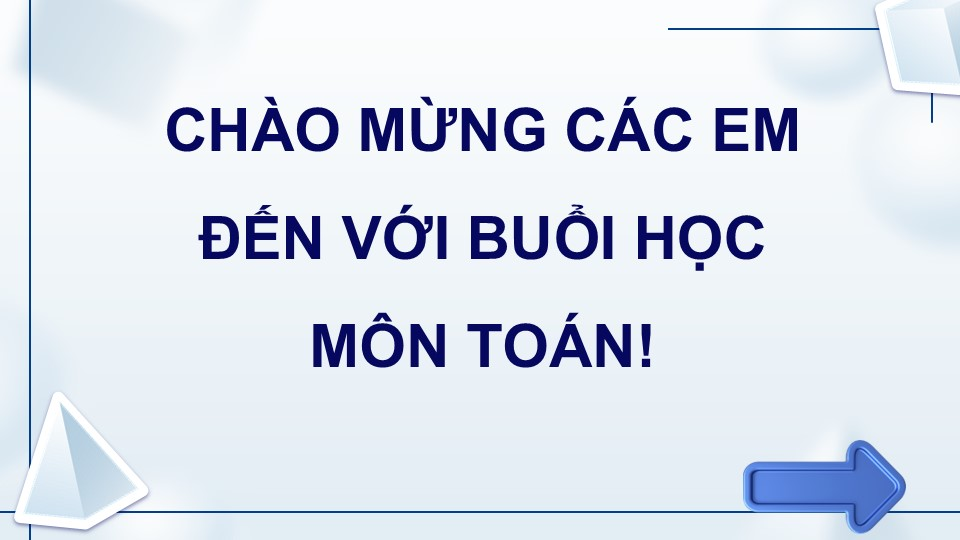 CHÀO MỪNG CÁC EM
ĐẾN VỚI BUỔI HỌC
MÔN TOÁN!